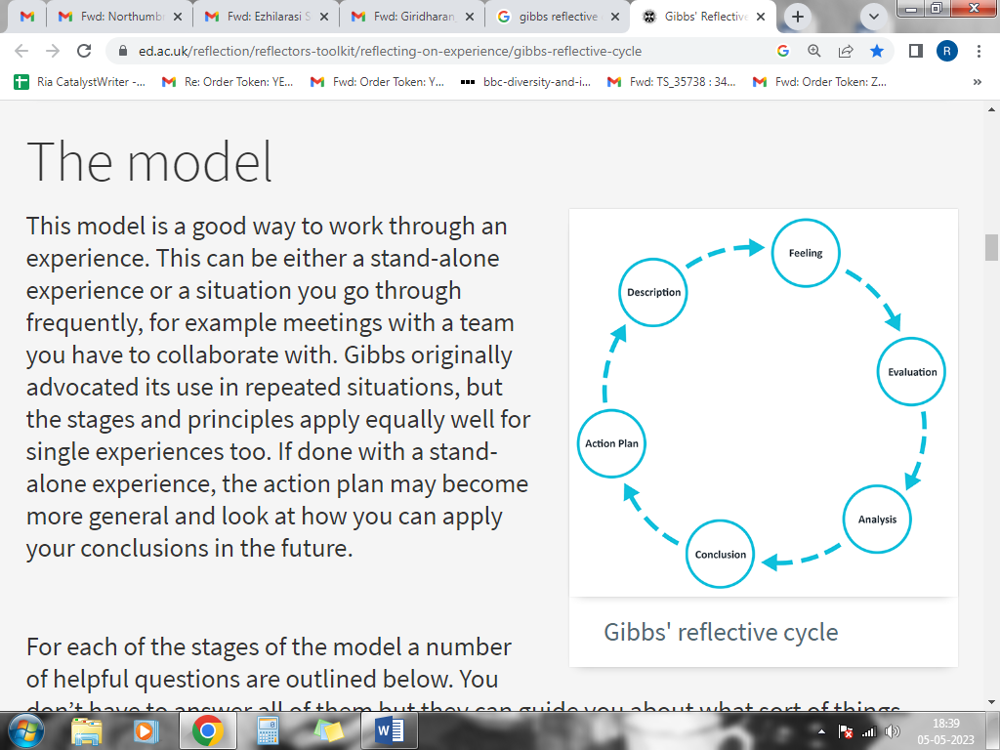 Fwd: Northumb
Fwd: Ezhilarasi S
Fwd: Giridharan
gibbs reflective
Gibbs' Reflective
ed.ac.uk/reflection/reflectors-toolkit/reflecting-on-experience/gibbs-reflective-cycle
R
Ria CatalystWriter -...
Re: Order Token: YE...
Fwd: Order Token: Y...
bbc-diversity-and-i...
Fwd: TS_35738 : 34...
Fwd: Order Token: Z...
»
The model
This model is a good way to work through an
experience. This can be either a stand-alone
experience or a situation you go through
frequently, for example meetings with a team
you have to collaborate with. Gibbs originally
advocated its use in repeated situations, but
the stages and principles apply equally well for
single experiences too. If done with a stand-
alone experience, the action plan may become
more general and look at how you can apply
your conclusions in the future.
Feeling
Description
Evaluation
Action Plan
Analysis
Conclusion
Gibbs' reflective cycle
For each of the stages of the model a number
of helpful questions are outlined below. You
don't have to answer all of them but they can guide you about what sort of things
18:39
05-05-2023